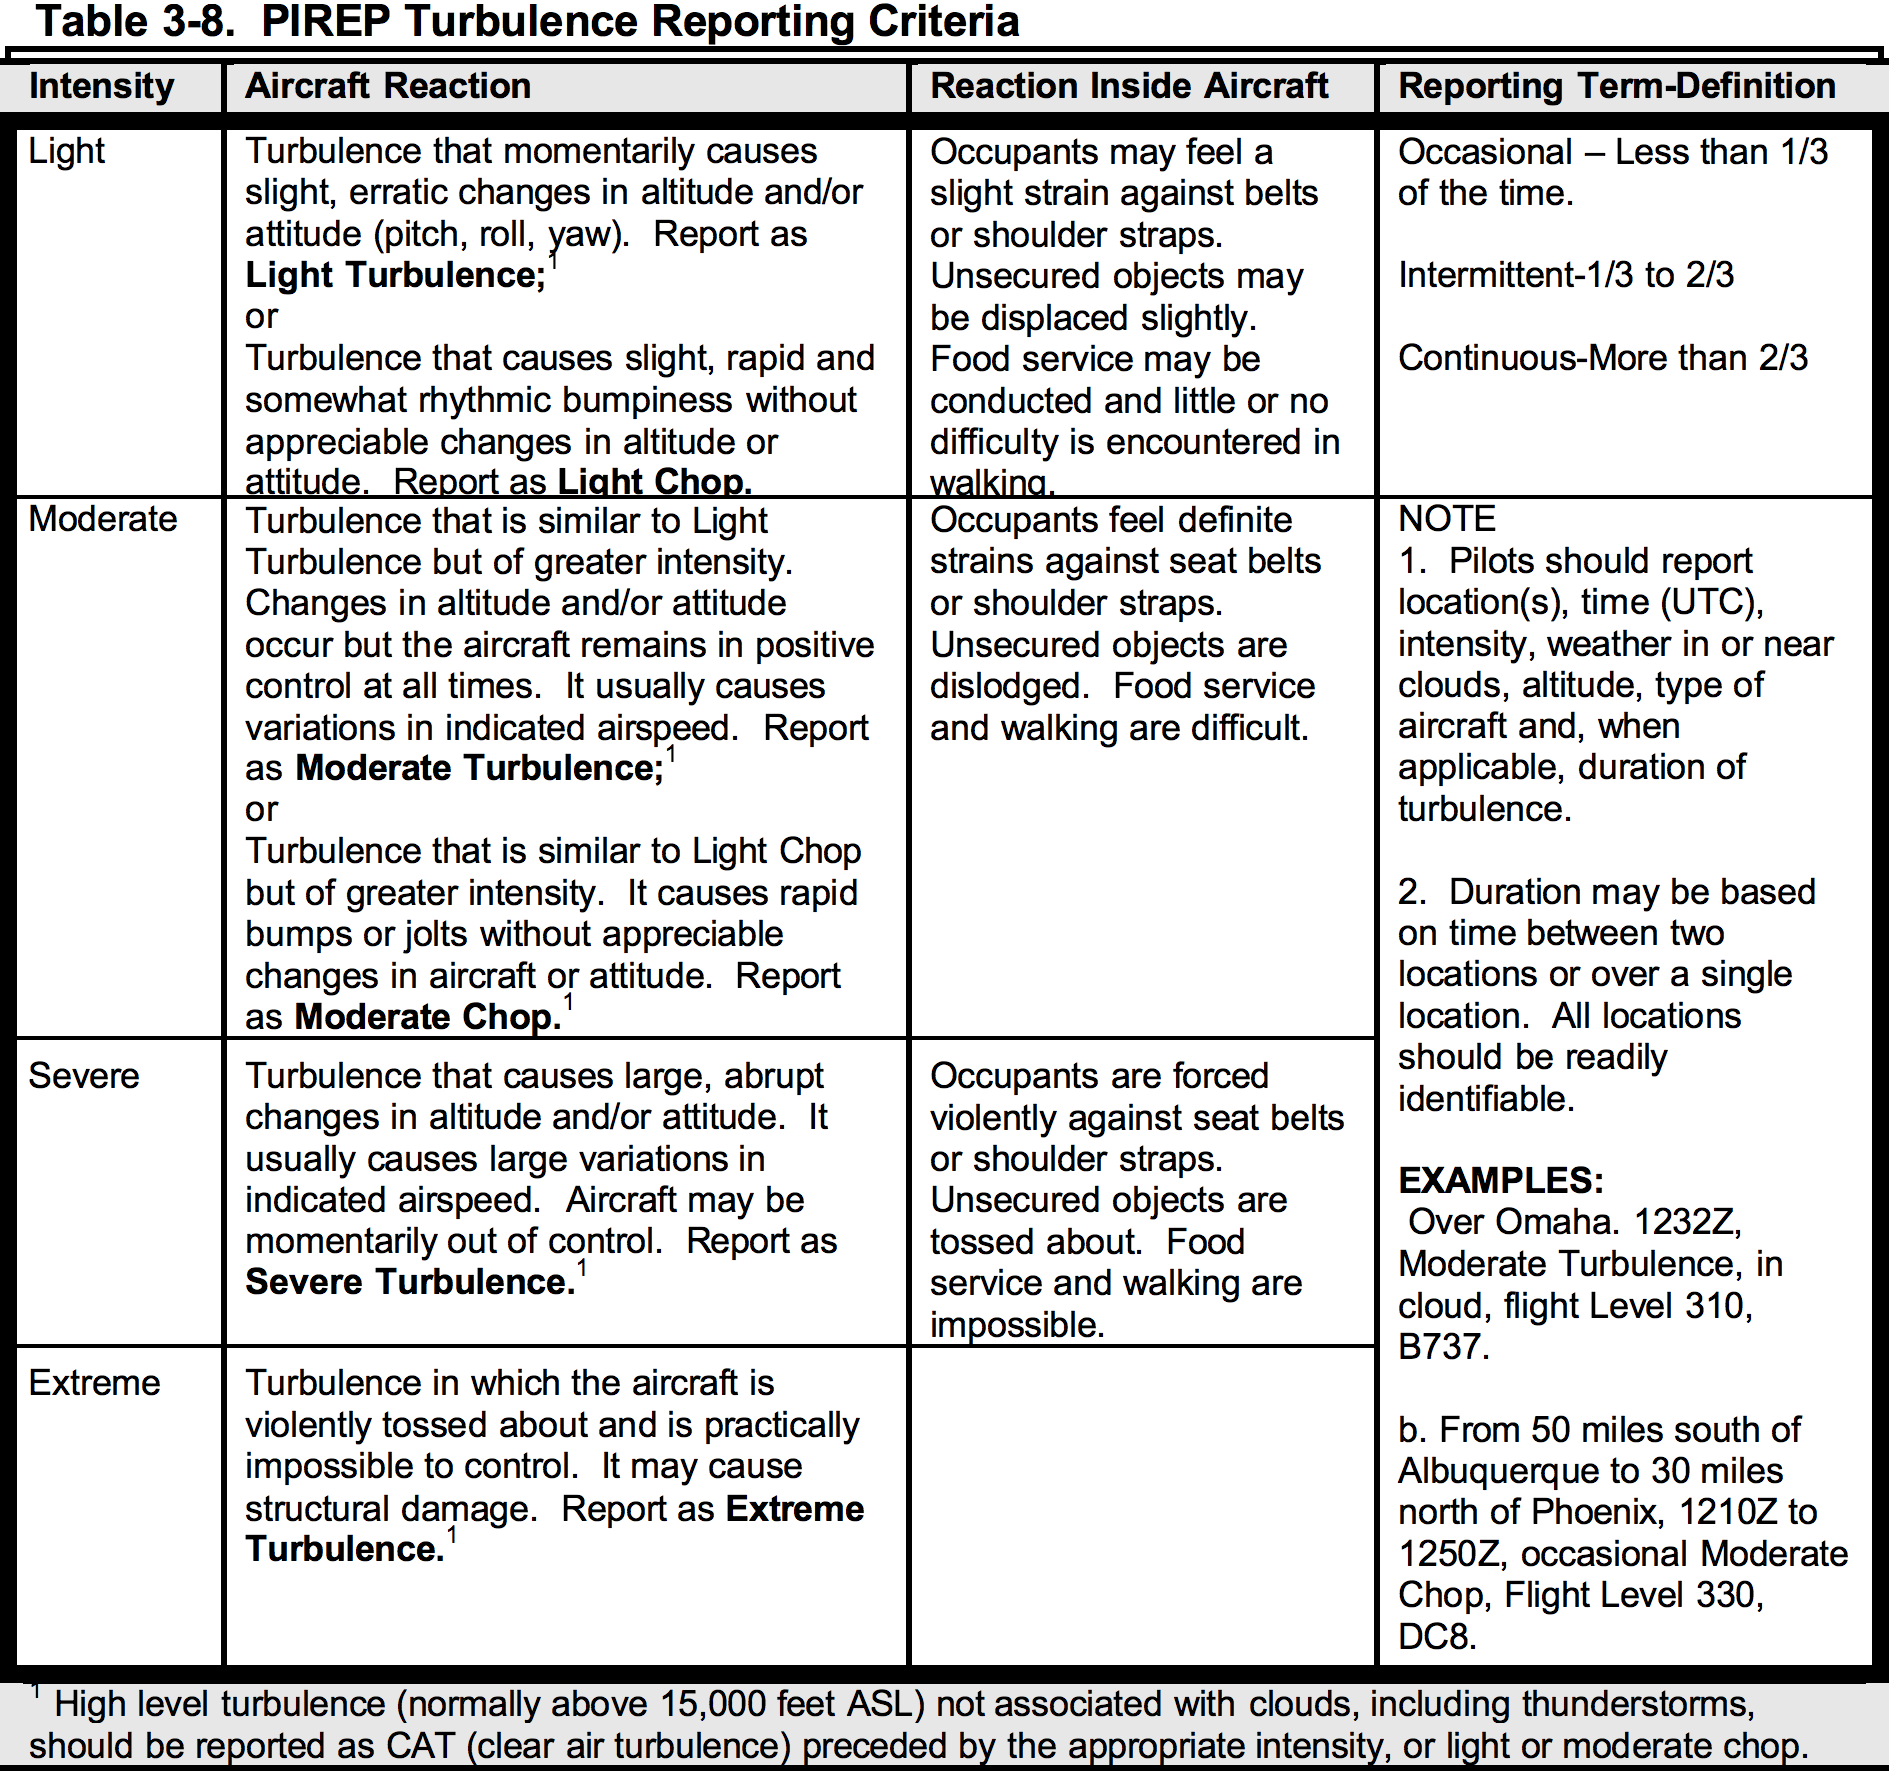 Table 3-8.  PIREP Turbulence Reporting Criteria
Intensity
Aircraft Reaction
Reaction Inside Aircraft
Reporting Term-Definition
Light
Turbulence that momentarily causes
slight, erratic changes in altitude and/or
attitude (pitch, roll, yaw).  Report as
Light Turbulence;1
or
Turbulence that causes slight, rapid and
somewhat rhythmic bumpiness without
appreciable changes in altitude or
attitude.  Report as Light Chop.
Occupants may feel a
slight strain against belts
or shoulder straps.
Unsecured objects may
be displaced slightly.
Food service may be
conducted and little or no
difficulty is encountered in
walking.
Occasional – Less than 1/3
of the time.
Intermittent-1/3 to 2/3
Continuous-More than 2/3
Moderate
Turbulence that is similar to Light
Turbulence but of greater intensity.
Changes in altitude and/or attitude
occur but the aircraft remains in positive
control at all times.  It usually causes
variations in indicated airspeed.  Report
as Moderate Turbulence;1
or
Turbulence that is similar to Light Chop
but of greater intensity.  It causes rapid
bumps or jolts without appreciable
changes in aircraft or attitude.  Report
as Moderate Chop.1
Occupants feel definite
strains against seat belts
or shoulder straps.
Unsecured objects are
dislodged.  Food service
and walking are difficult.
NOTE
1.  Pilots should report
location(s), time (UTC),
intensity, weather in or near
clouds, altitude, type of
aircraft and, when
applicable, duration of
turbulence.
2.  Duration may be based
on time between two
locations or over a single
location.  All locations
should be readily
identifiable.
EXAMPLES:
Over Omaha. 1232Z,
Moderate Turbulence, in
cloud, flight Level 310,
B737.
b. From 50 miles south of
Albuquerque to 30 miles
north of Phoenix, 1210Z to
1250Z, occasional Moderate
Chop, Flight Level 330,
DC8.
Severe
Turbulence that causes large, abrupt
changes in altitude and/or attitude.  It
usually causes large variations in
indicated airspeed.  Aircraft may be
momentarily out of control.  Report as
Severe Turbulence.1
Occupants are forced
violently against seat belts
or shoulder straps.
Unsecured objects are
tossed about.  Food
service and walking are
impossible.
Extreme
Turbulence in which the aircraft is
violently tossed about and is practically
impossible to control.  It may cause
structural damage.  Report as Extreme
Turbulence.1
1 High level turbulence (normally above 15,000 feet ASL) not associated with clouds, including thunderstorms,
should be reported as CAT (clear air turbulence) preceded by the appropriate intensity, or light or moderate chop.